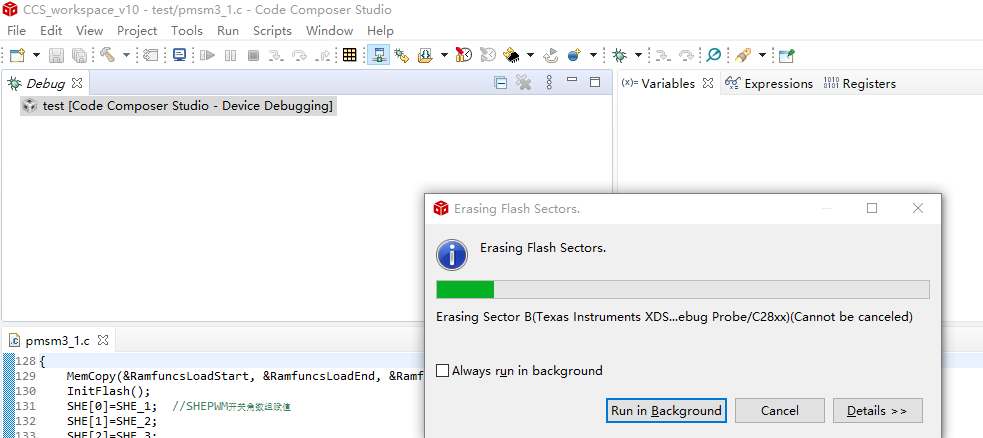 CCS_workspace_v10 - test/pmsm3_1.c - Code Composer Studio
File Edit View Project Tools Run Scripts Window Help
Debug
(x)= Variables Expressions 1010 0101 Registers
test [Code Composer Studio - Device Debugging]
Erasing Flash Sectors.
Erasing Flash Sectors.
Erasing Sector B(Texas Instruments XDS...ebug Probe/C28xx)(Cannot be canceled)
Always run in background
Run in Background Cancel Details >>
.c pmsm3_1.c
128 {
129 MemCopy(&RamfuncsLoadStart, &RamfuncsLoadEnd, &Ramf
130 InitFlash();
131 SHE[0]=SHE_1; //SHEPWM开关角数组赋值
132 SHE[1]=SHE_2;
133 SHE[2]=SHE_3;